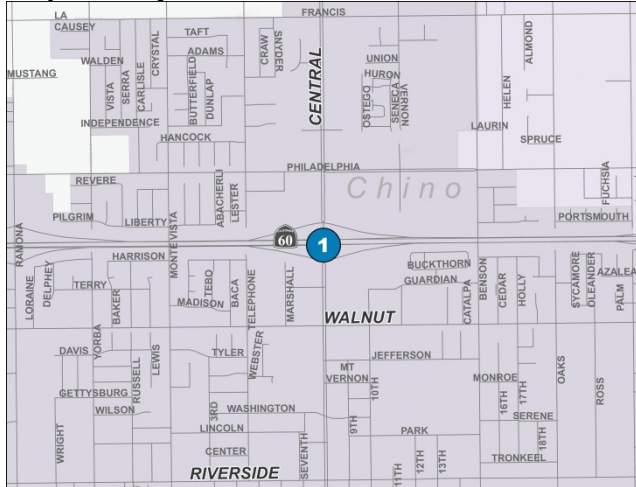 FRANCIS
LA
CAUSEY
TAFT
ADAMS
CRYSTAL
CRAW
SNYDER
CENTRAL
UNION
HURON
ALMOND
MUSTANG
WALDEN
VISTA
SERRA
CARLISLE
BUTTERFIELD
DUNLAP
OSTEGO
SENECA
VERNON
HELEN
INDEPENDENCE
HANCOCK
LAURIN
SPRUCE
PHILADELPHIA
Chino
REVERE
ABACHERLI
LESTER
FUCHSIA
PILGRIM
LIBERTY
PORTSMOUTH
RAMONA
MONTE VISTA
60
1
HARRISON
BUCKTHORN
GUARDIAN
LORAINE
DELPHEY
TERRY
BAKER
MADISON
TEBO
BACA
TELEPHONE
MARSHALL
CATALPA
BENSON
CEDAR
HOLLY
SYCAMORE
OLEANDER
AZALEA
PALM
WALNUT
YORBA
DAVIS
RUSSELL
LEWIS
TYLER
WEBSTER
JEFFERSON
MT
VERNON
10TH
MONROE
16TH
17TH
OAKS
ROSS
GETTYSBURG
WILSON
3RD
WASHINGTON
9TH
SERENE
LINCOLN
PARK
18TH
WRIGHT
CENTER
SEVENTH
TRONKEEL
RIVERSIDE
11TH
12TH
13TH